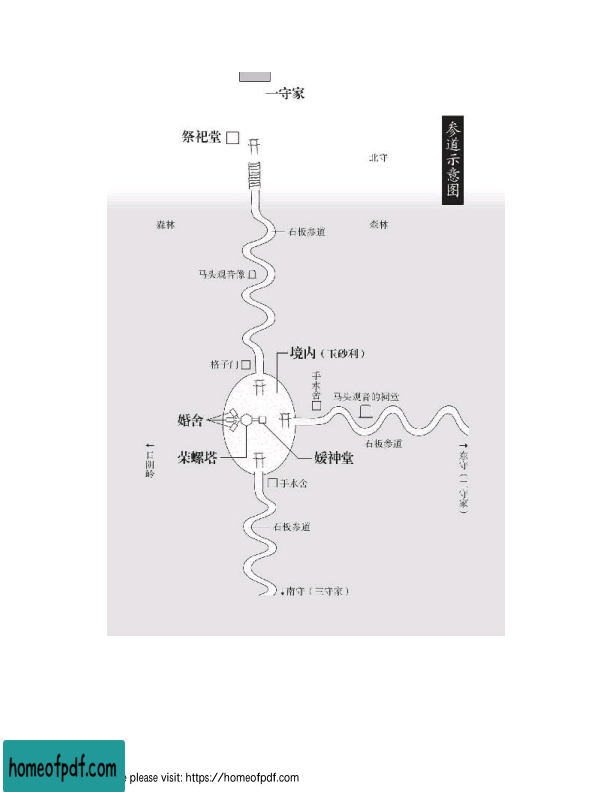 一守家
祭祀堂
参道示意图
北守
森林
森林
石板参道
马头观音像
境内（玉砂利）
格子门
手水舍
马头观音的祠堂
婚舍
石板参道
荣螺塔
媛神堂
←日阴岭
→东守（二守家）
手水舍
石板参道
南守（三守家）
homeofpdf.com
please visit: https://homeofpdf.com